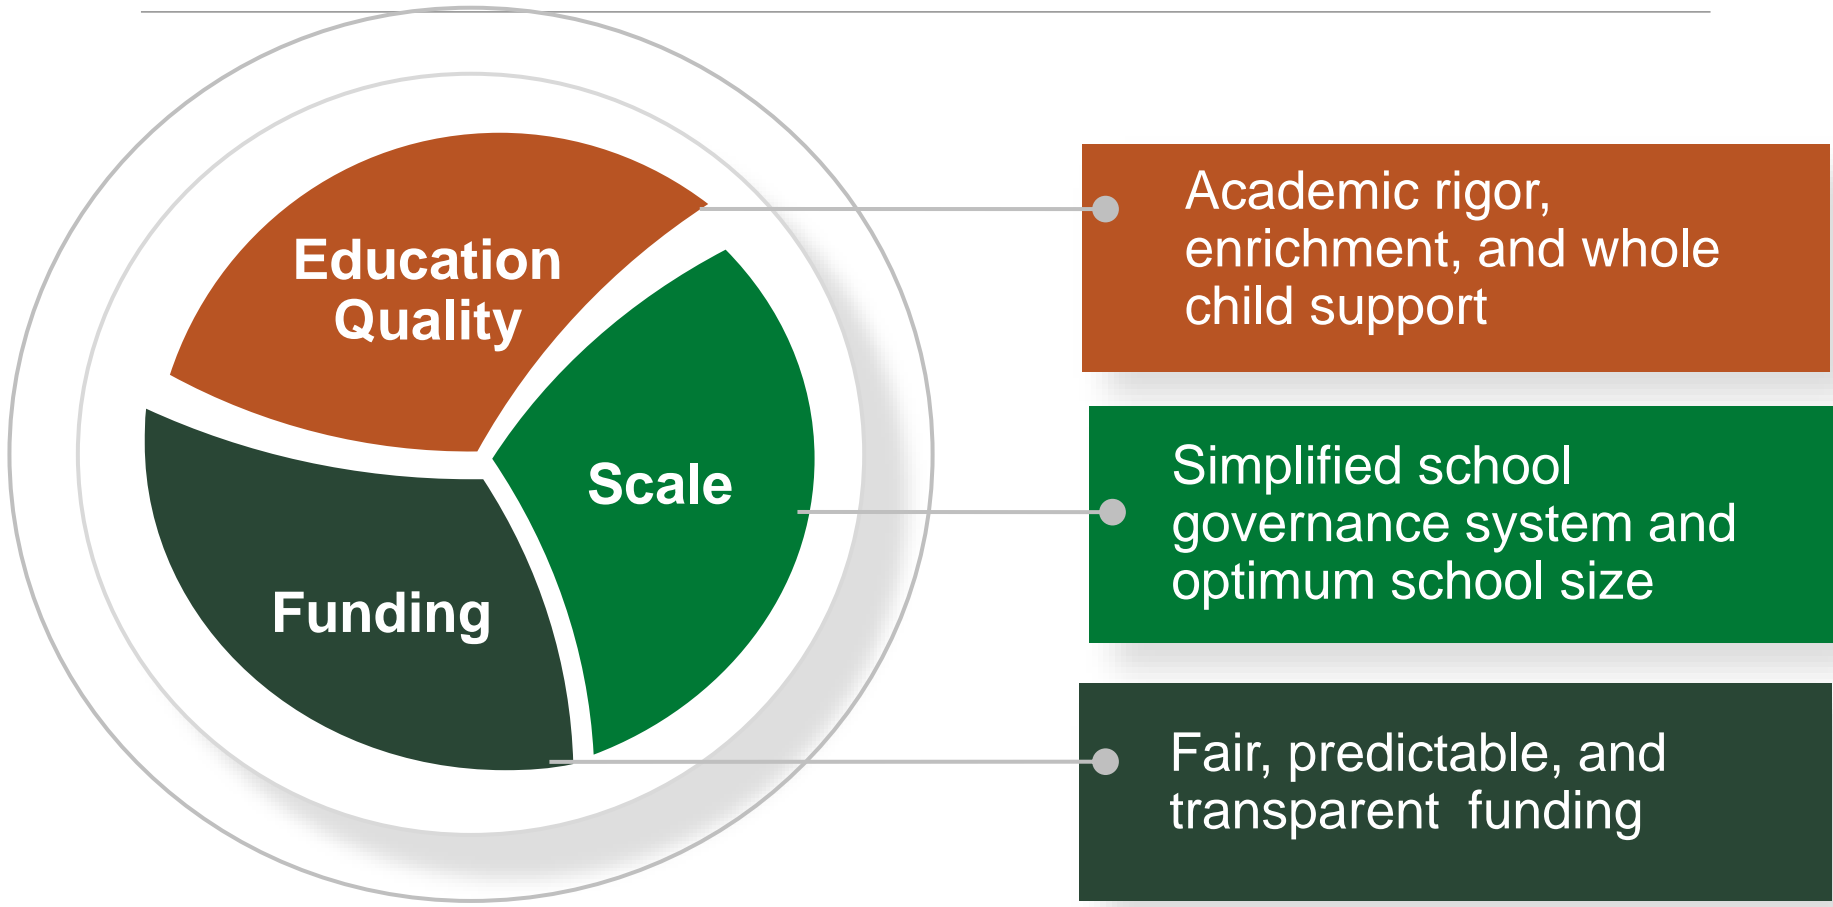 Education
Quality
Scale
Funding
Academic rigor,
enrichment, and whole
child support
Simplified school
governance system and
optimum school size
Fair, predictable, and
transparent  funding